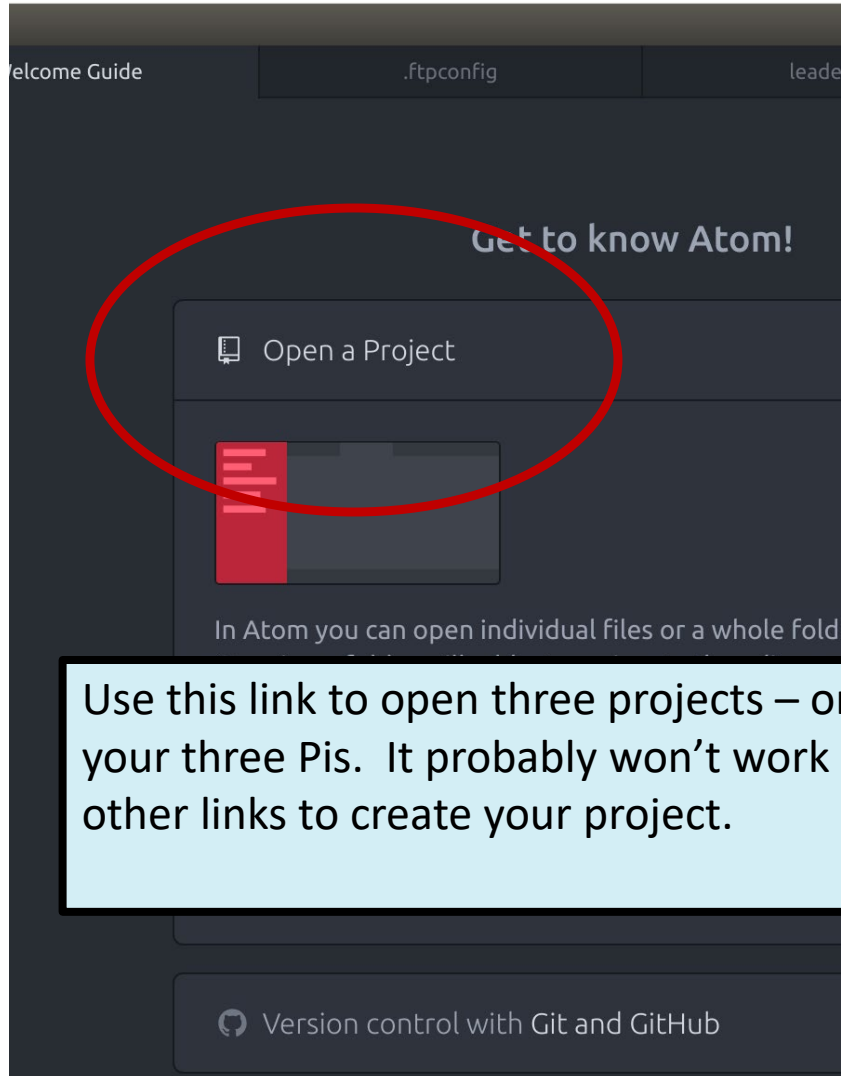 elcome Guide
.ftpconfig
leade
Get to know Atom!
Open a Project
In Atom you can open individual files or a whole fold
Use this link to open three projects – or
your three Pis.  It probably won’t work
other links to create your project.
Version control with Git and GitHub